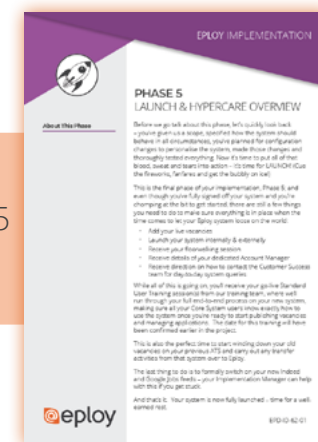 EPLOY IMPLEMENTATION
PHASE 5
LAUNCH & HYPERCARE OVERVIEW
About This Phase
Before we go talk about this phase, let's quickly look back
– you've given us a scope, specified how the system should
behave in all circumstances, you've planned for configuration
changes to personalise the system, made those changes and
thoroughly tested everything. Now it's time to put all of that
blood, sweat and tears into action – it's time for LAUNCH! (Cue
the fireworks, fanfares and get the bubbly on ice!)
This is the final phase of your implementation, Phase 5, and
even though you've fully signed off your system and you're
champing at the bit to get started, there are still a few things
you need to do to make sure everything is in place when the
time comes to let your Eploy system loose on the world:
- Add your live vacancies
- Launch your system internally & externally
- Receive your floorwalking session
- Receive details of your dedicated Account Manager
- Receive direction on how to contact the Customer Success
team for day-to-day system queries
While all of this is going on, you'll receive your go-live Standard
User Training session(s) from our training team, where we'll
run through your full end-to-end process on your new system,
making sure all your Core System users know exactly how to
use the system once you're ready to start publishing vacancies
and managing applications. The date for this training will have
been confirmed earlier in the project.
This is also the perfect time to start winding down your old
vacancies on your previous ATS and carry out any transfer
activities from that system over to Eploy.
The last thing to do is to formally switch on your new Indeed
and Google Jobs feeds – your Implementation Manager can help
with this if you get stuck.
And that's it. Your system is now fully launched – time for a well-
earned rest.
eploy
EPD-ID-82-01
5